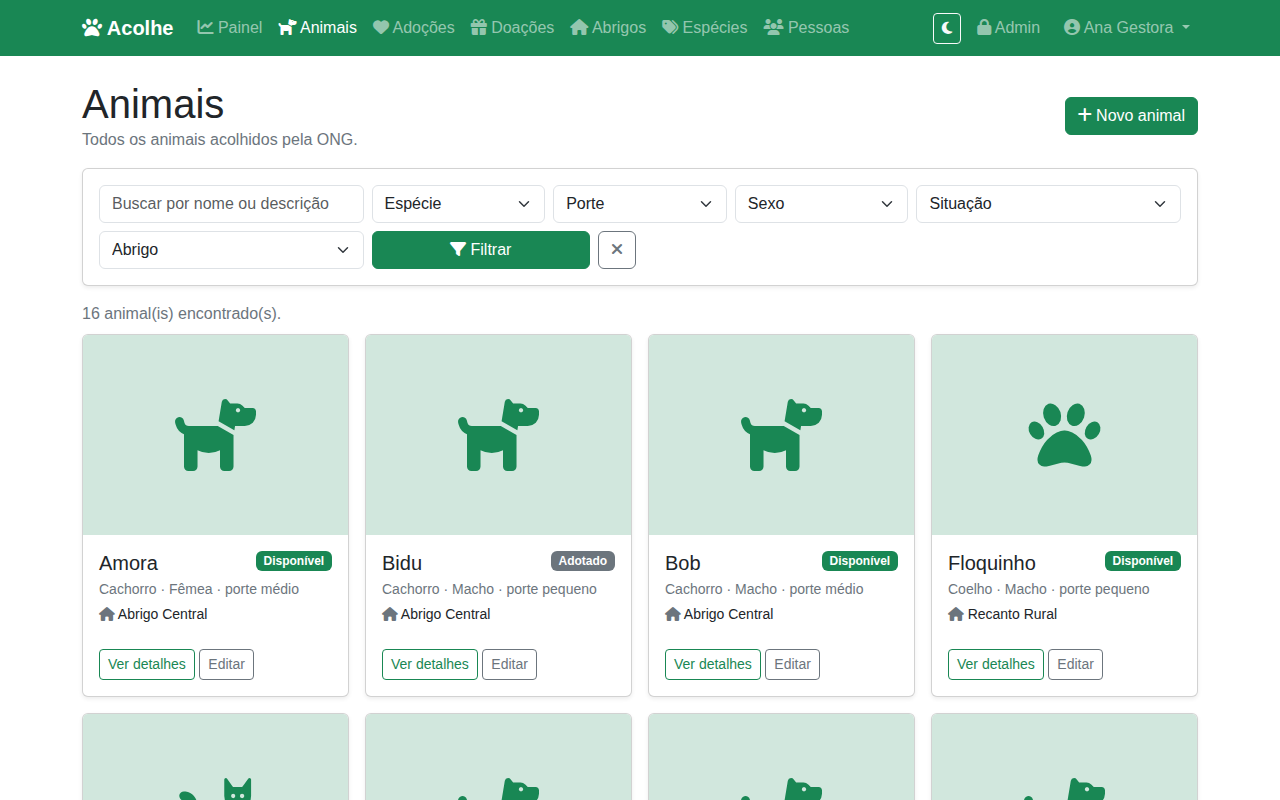 Acolhe Painel Animais Adoções Doações Abrigos Espécies Pessoas Admin Ana Gestora
Animais
Todos os animais acolhidos pela ONG.
Novo animal
Buscar por nome ou descrição Espécie Porte Sexo Situação
Abrigo Filtrar
16 animal(is) encontrado(s).
Amora Disponível
Cachorro · Fêmea · porte médio
Abrigo Central
Ver detalhes Editar
Bidu Adotado
Cachorro · Macho · porte pequeno
Abrigo Central
Ver detalhes Editar
Bob Disponível
Cachorro · Macho · porte médio
Abrigo Central
Ver detalhes Editar
Floquinho Disponível
Coelho · Macho · porte pequeno
Recanto Rural
Ver detalhes Editar